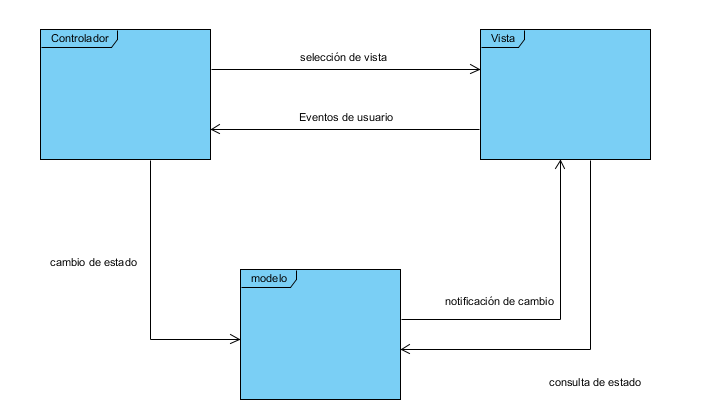 Controlador
Vista
selección de vista
Eventos de usuario
cambio de estado
modelo
notificación de cambio
consulta de estado